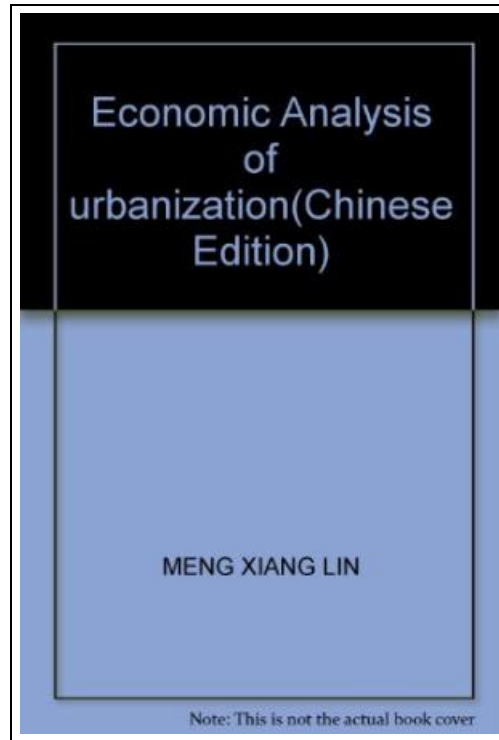 Economic Analysis
of
urbanization(Chinese
Edition)
MENG XIANG LIN
Note: This is not the actual book cover